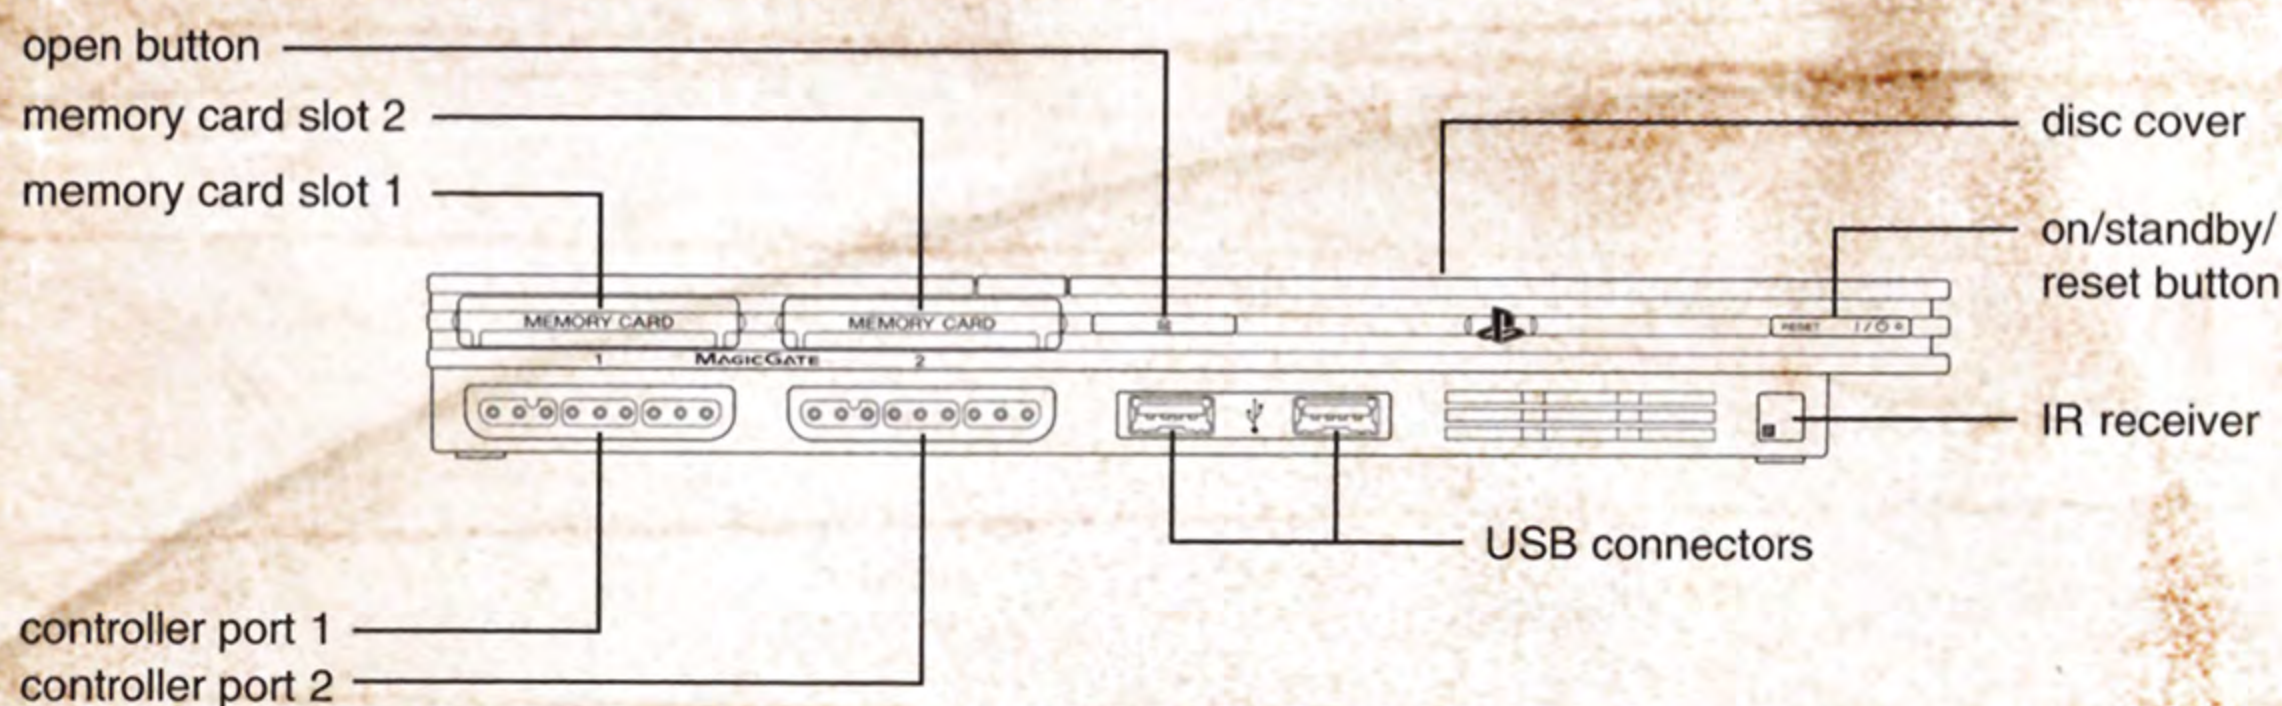 open button
memory card slot 2
memory card slot 1
disc cover
on/standby/
reset button
MEMORY CARD
MEMORY CARD
RESET
1
MAGICGATE
2
IR receiver
USB connectors
controller port 1
controller port 2